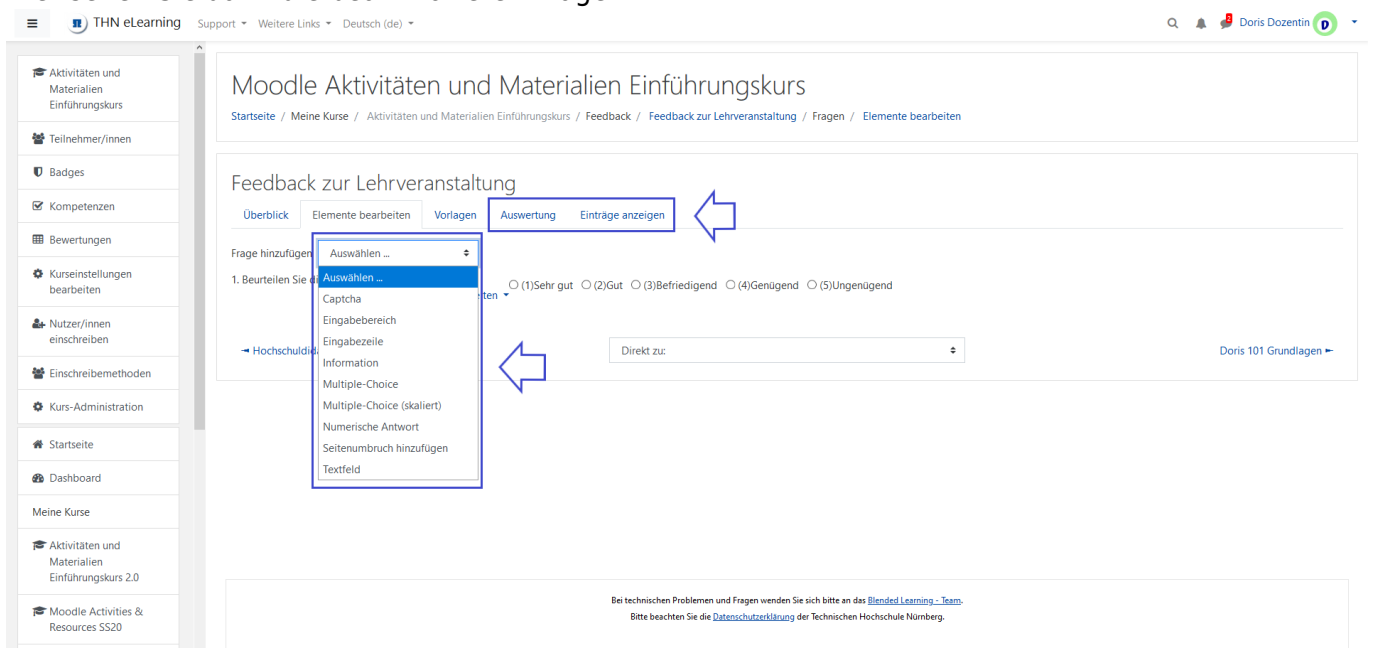 THN eLearning Support Weitere Links Deutsch (de) 2 Doris Dozentin D
Aktivitäten und
Materialien
Einführungskurs
Teilnehmer/innen
Badges
Kompetenzen
Bewertungen
Kurseinstellungen
bearbeiten
Nutzer/innen
einschreiben
Einschreibemethoden
Kurs-Administration
Startseite
Dashboard
Meine Kurse
Aktivitäten und
Materialien
Einführungskurs 2.0
Moodle Activities &
Resources SS20
Moodle Aktivitäten und Materialien Einführungskurs
Startseite / Meine Kurse / Aktivitäten und Materialien Einführungskurs / Feedback / Feedback zur Lehrveranstaltung / Fragen / Elemente bearbeiten
Feedback zur Lehrveranstaltung
Überblick Elemente bearbeiten Vorlagen Auswertung Einträge anzeigen
Frage hinzufügen Auswählen ...
1. Beurteilen Sie
(1)Sehr gut (2)Gut (3)Befriedigend (4)Genügend (5)Ungenügend
Auswählen ...
Captcha
Eingabebereich
Eingabezeile
Information
Multiple-Choice
Multiple-Choice (skaliert)
Numerische Antwort
Seitenumbruch hinzufügen
Textfeld
Direkt zu:
Doris 101 Grundlagen
Bei technischen Problemen und Fragen wenden Sie sich bitte an das Blended Learning - Team.
Bitte beachten Sie die Datenschutzerklärung der Technischen Hochschule Nürnberg.